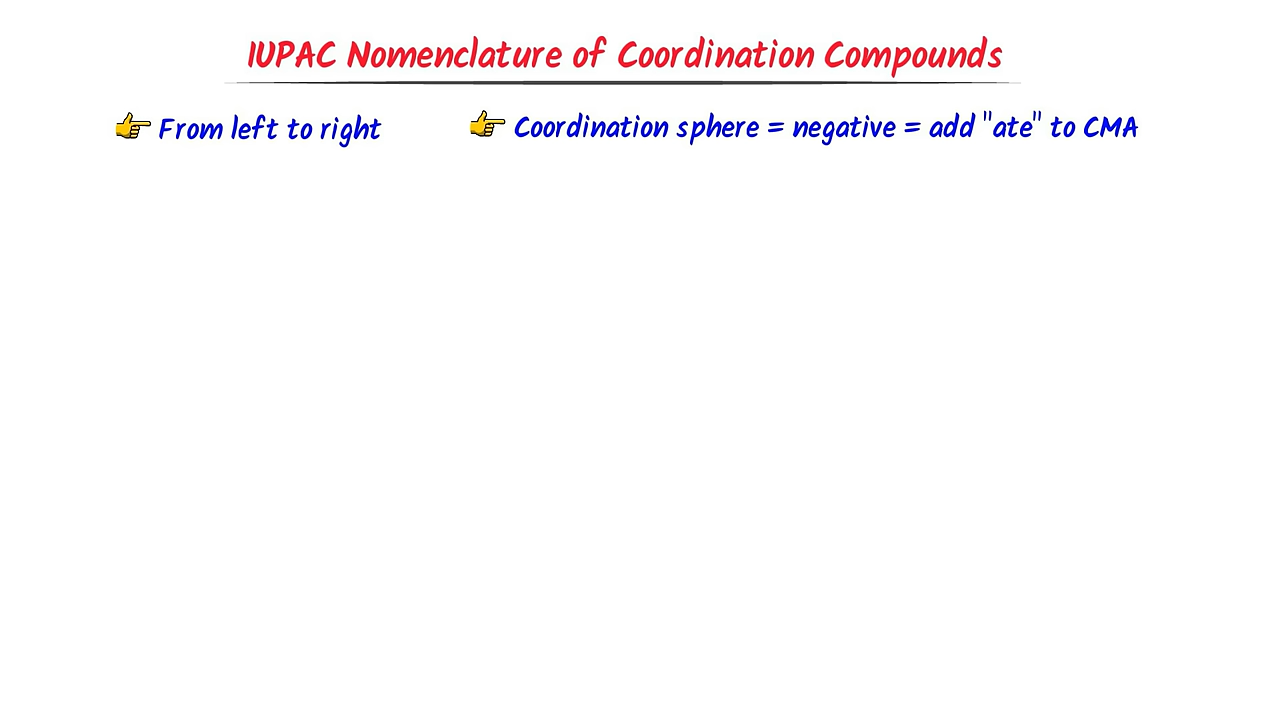 IUPAC Nomenclature of Coordination Compounds
👉 From left to right
👉 Coordination sphere = negative = add "ate" to CMA